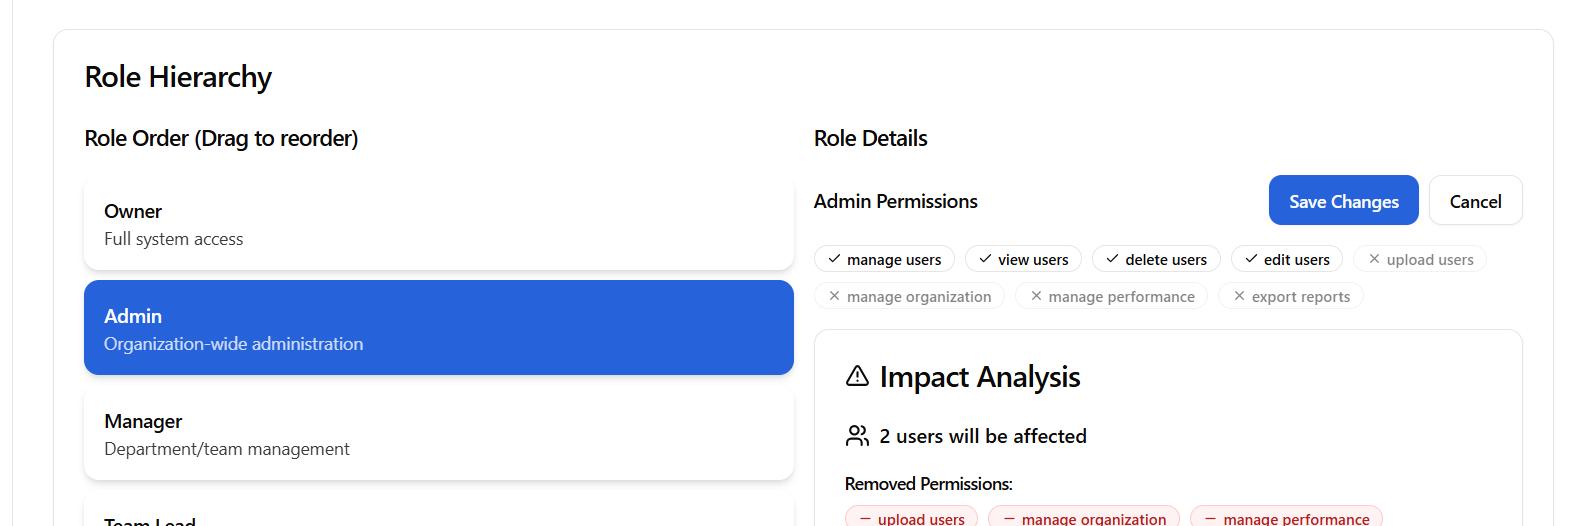 Role Hierarchy
Role Order (Drag to reorder)
Owner
Full system access
Admin
Organization-wide administration
Manager
Department/team management
Team Lead
Role Details
Admin Permissions
Save Changes
Cancel
manage users
view users
delete users
edit users
upload users
manage organization
manage performance
export reports
Impact Analysis
2 users will be affected
Removed Permissions:
upload users
manage organization
manage performance